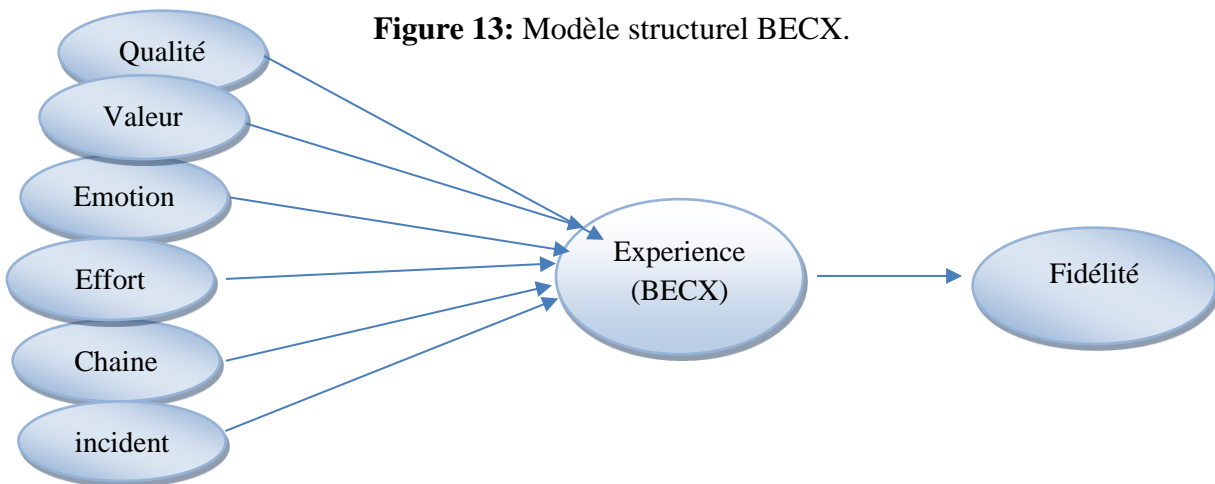 Figure 13: Modèle structurel BECX.
Qualité
Valeur
Emotion
Effort
Chaine
incident
Experience
(BECX)
Fidélité